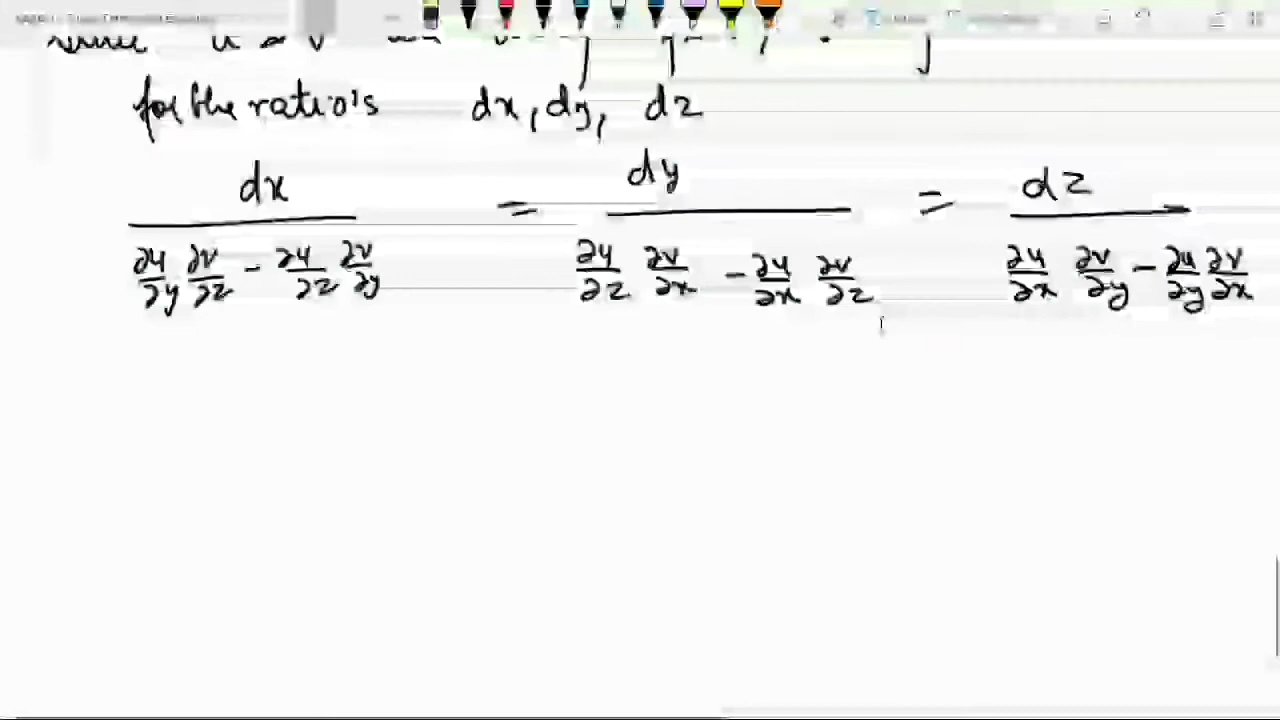 u & v
for the ratio's dx, dy, dz
dx/(∂u/∂y ∂v/∂z - ∂u/∂z ∂v/∂y) = dy/(∂u/∂z ∂v/∂x - ∂u/∂x ∂v/∂z) = dz/(∂u/∂x ∂v/∂y - ∂u/∂y ∂v/∂x)